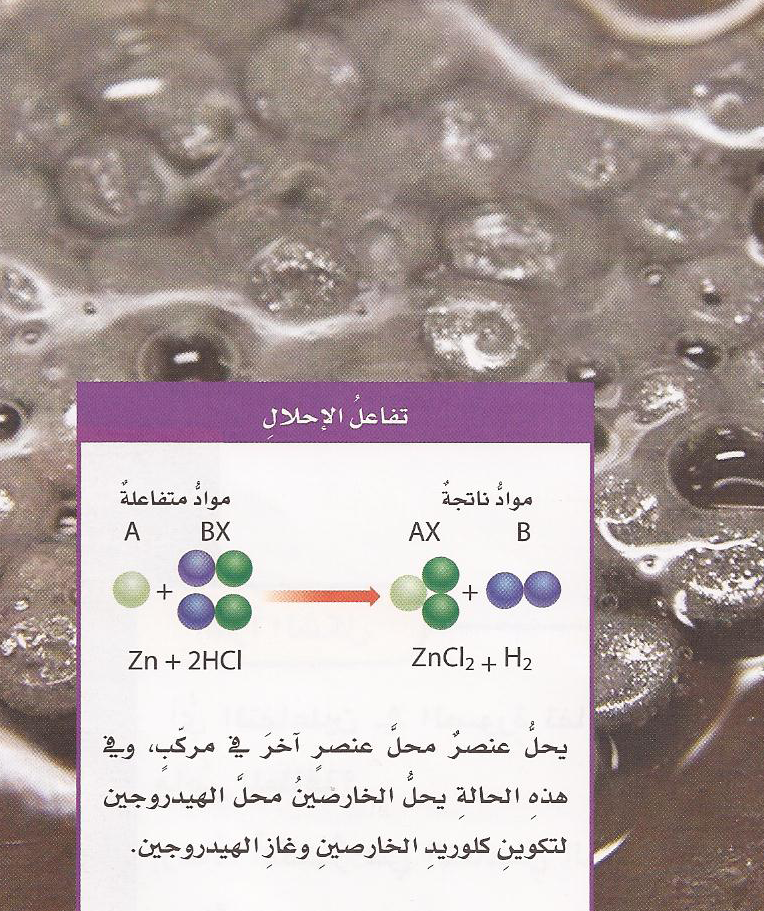 تفاعلُ الإحلالِ
موادُّ متفاعلةٌ
موادُّ ناتجةٌ
A BX AX B
+ +
Zn + 2HCl ZnCl₂ + H₂
يحلُّ عنصرٌ محلَّ عنصرٍ آخرَ في مركّبٍ، وفي
هذهِ الحالةِ يحلُّ الخارصينُ محلَّ الهيدروجين
لتكوينِ كلوريدِ الخارصينِ وغازِ الهيدروجين.